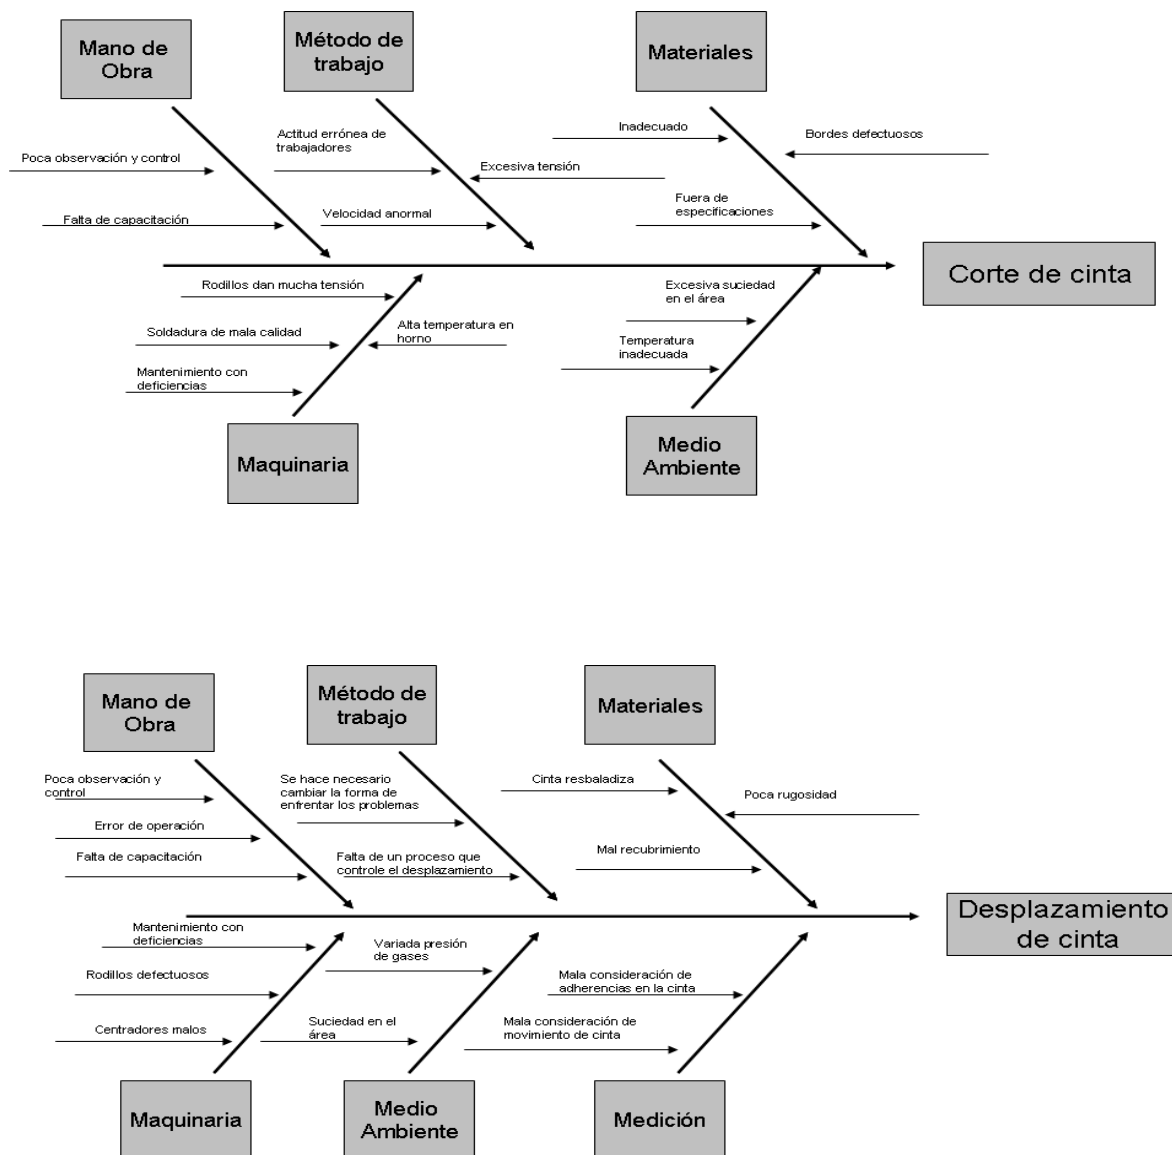 Mano de
Obra
Método de
trabajo
Materiales
Inadecuado
Bordes defectuosos
Actitud errónea de
trabajadores
Poca observación y control
Excesiva tensión
Fuera de
especificaciones
Falta de capacitación
Velocidad anormal
Corte de cinta
Rodillos dan mucha tensión
Excesiva suciedad
en el área
Soldadura de mala calidad
Alta temperatura en
horno
Temperatura
inadecuada
Mantenimiento con
deficiencias
Maquinaria
Medio
Ambiente
Mano de
Obra
Método de
trabajo
Materiales
Poca observación y
control
Se hace necesario
cambiar la forma de
enfrentar los problemas
Cinta resbaladiza
Poca rugosidad
Error de operación
Falta de capacitación
Falta de un proceso que
controle el desplazamiento
Mal recubrimiento
Desplazamiento
de cinta
Mantenimiento con
deficiencias
Variada presión
de gases
Rodillos defectuosos
Mala consideración de
adherencias en la cinta
Centradores malos
Suciedad en el
área
Mala consideración de
movimiento de cinta
Maquinaria
Medio
Ambiente
Medición